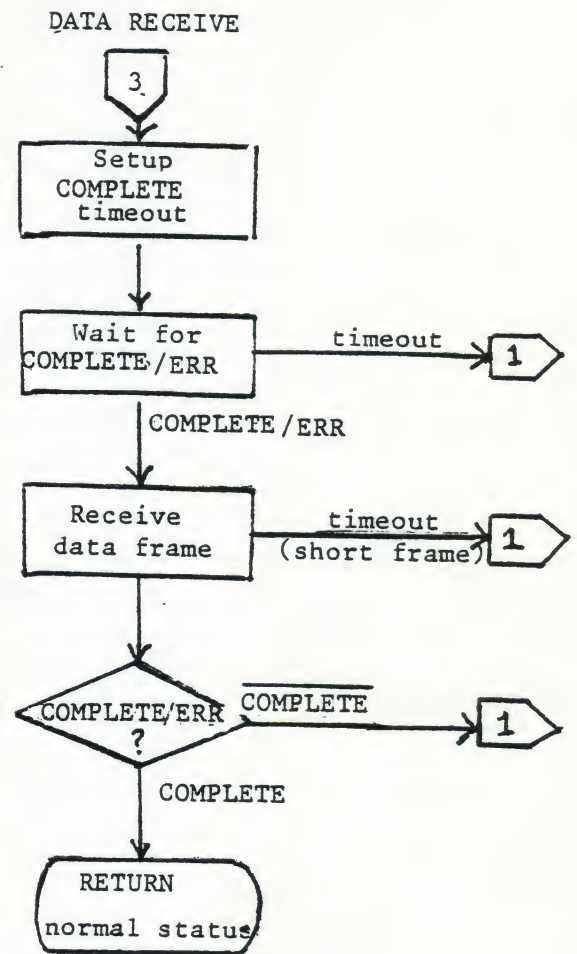 DATA RECEIVE
3
Setup
COMPLETE
timeout
Wait for
COMPLETE/ERR
timeout
1
COMPLETE/ERR
Receive
data frame
timeout
(short frame)
1
COMPLETE/ERR
?
COMPLETE
1
COMPLETE
RETURN
normal status